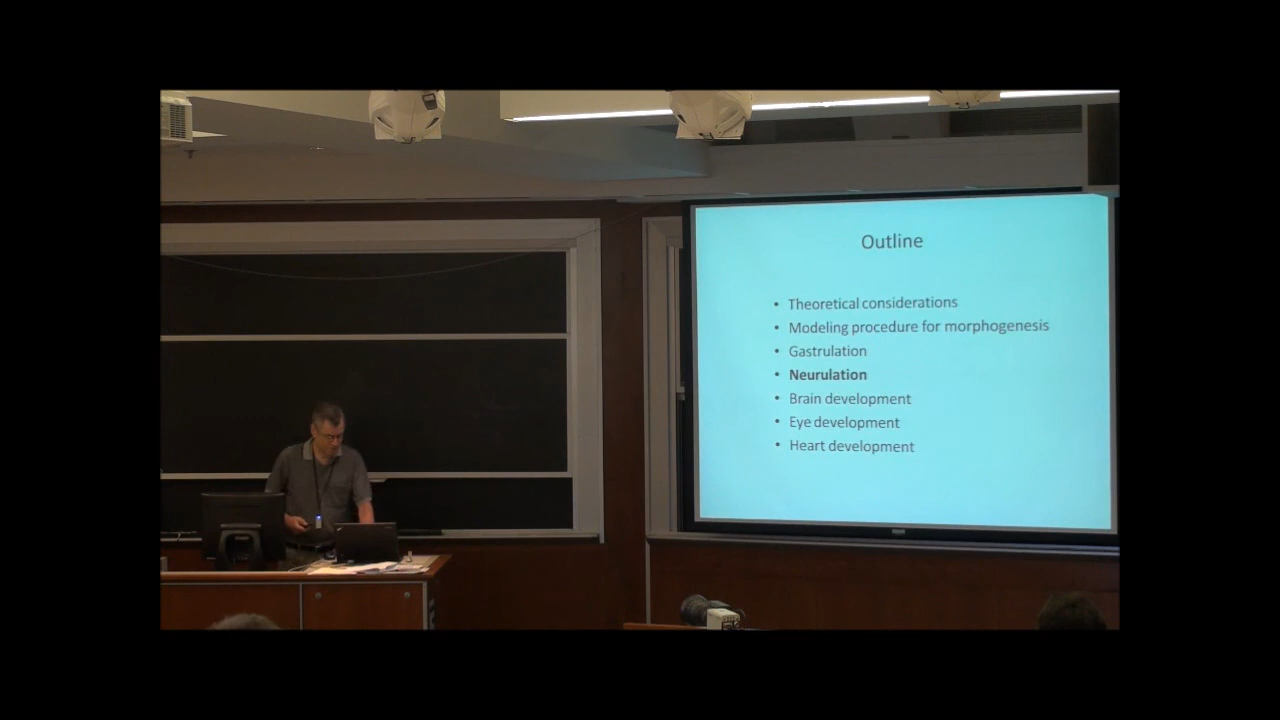 Outline
• Theoretical considerations
• Modeling procedure for morphogenesis
• Gastrulation
• Neurulation
• Brain development
• Eye development
• Heart development